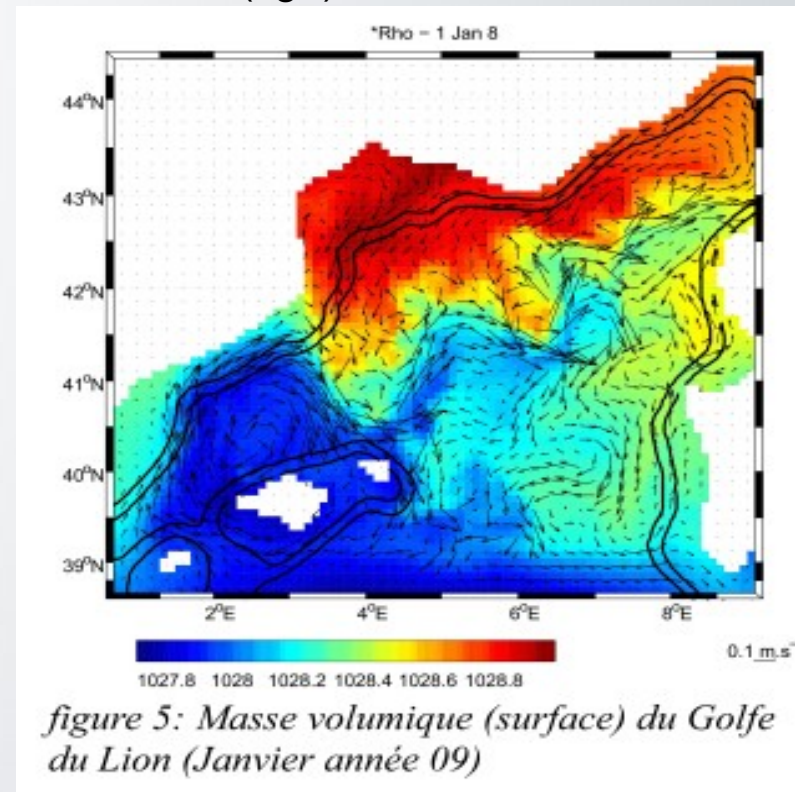 *Rho - 1 Jan 8
44°N
43°N
42°N
41°N
40°N
39°N
2°E 4°E 6°E 8°E
0.1 m.s⁻
1027.8 1028 1028.2 1028.4 1028.6 1028.8
figure 5: Masse volumique (surface) du Golfe
du Lion (Janvier année 09)